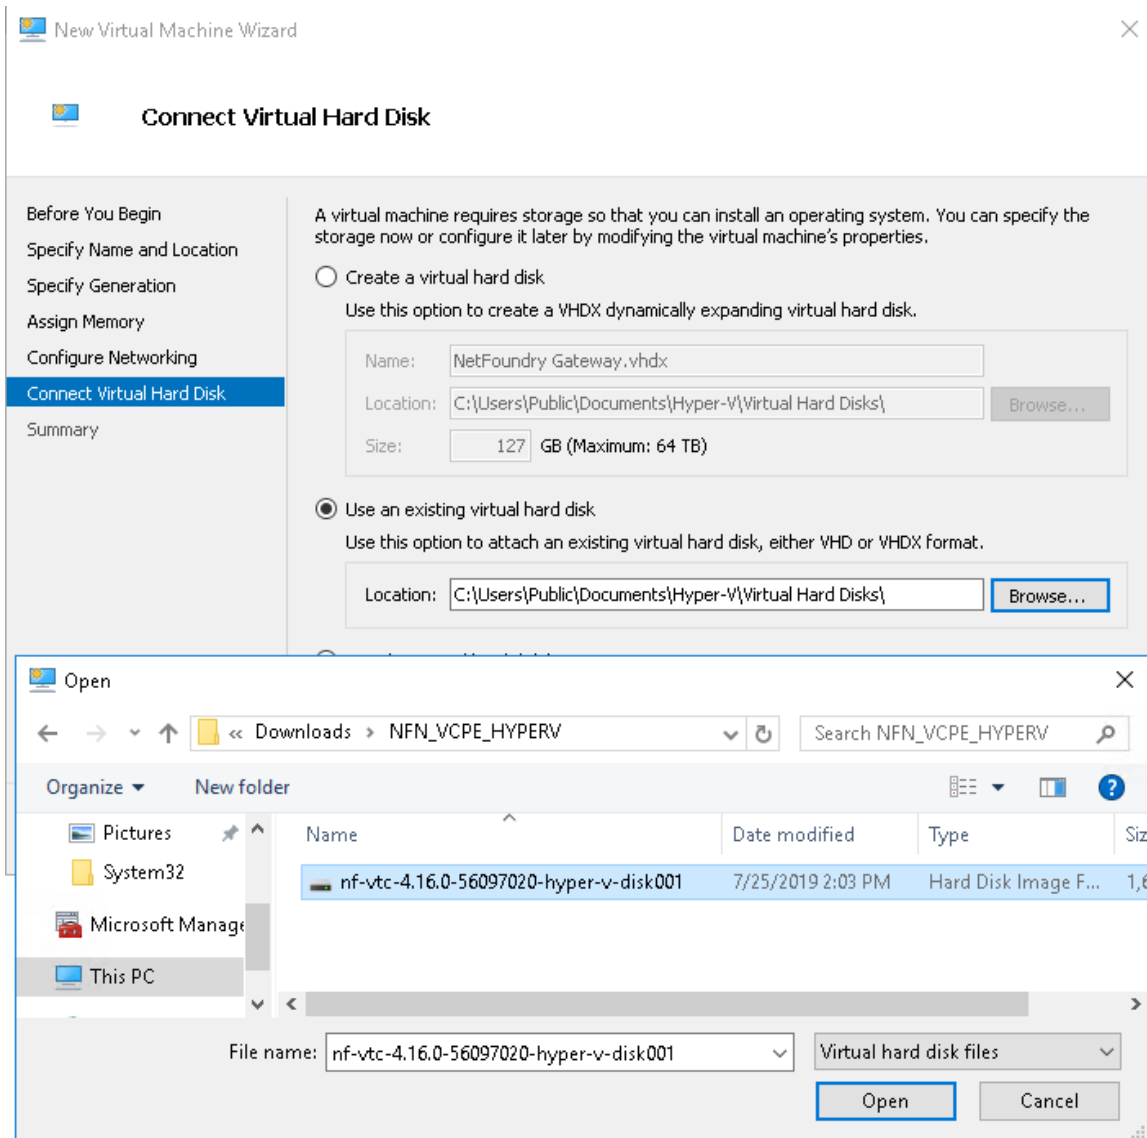 New Virtual Machine Wizard
Connect Virtual Hard Disk
Before You Begin
Specify Name and Location
Specify Generation
Assign Memory
Configure Networking
Connect Virtual Hard Disk
Summary
A virtual machine requires storage so that you can install an operating system. You can specify the
storage now or configure it later by modifying the virtual machine's properties.
Create a virtual hard disk
Use this option to create a VHDX dynamically expanding virtual hard disk.
Name: NetFoundry Gateway.vhdx
Location: C:\Users\Public\Documents\Hyper-V\Virtual Hard Disks\ Browse...
Size: 127 GB (Maximum: 64 TB)
Use an existing virtual hard disk
Use this option to attach an existing virtual hard disk, either VHD or VHDX format.
Location: C:\Users\Public\Documents\Hyper-V\Virtual Hard Disks\ Browse...
Open
« Downloads › NFN_VCPE_HYPERV Search NFN_VCPE_HYPERV
Organize New folder
Pictures
System32
Microsoft Manage
This PC
Name Date modified Type Siz
nf-vtc-4.16.0-56097020-hyper-v-disk001 7/25/2019 2:03 PM Hard Disk Image F... 1,6
File name: nf-vtc-4.16.0-56097020-hyper-v-disk001 Virtual hard disk files
Open Cancel